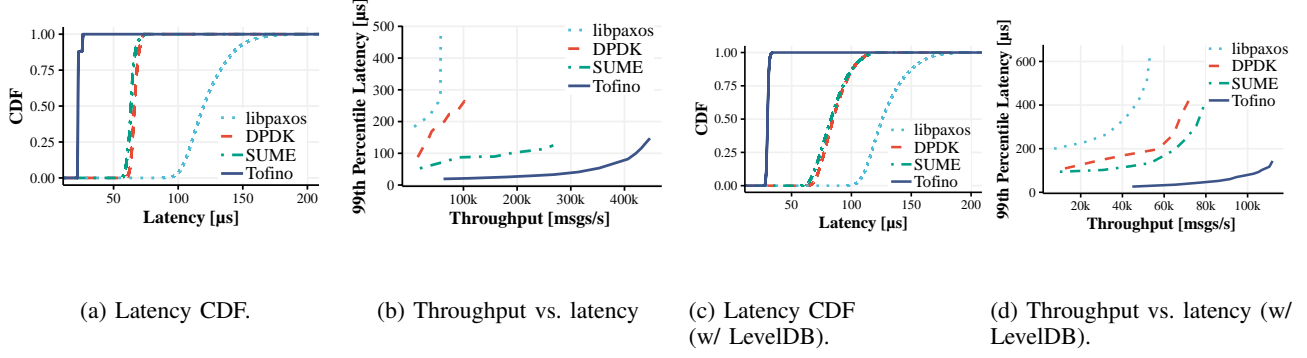 CDF
1.00
0.75
0.50
0.25
0.00
50
100
150
200
Latency [µs]
libpaxos
DPDK
SUME
Tofino
99th Percentile Latency [µs]
500
400
300
200
100
0
100k
200k
300k
400k
Throughput [msgs/s]
libpaxos
DPDK
SUME
Tofino
CDF
1.00
0.75
0.50
0.25
0.00
50
100
150
200
Latency [µs]
libpaxos
DPDK
SUME
Tofino
99th Percentile Latency [µs]
600
400
200
0
20k
40k
60k
80k
100k
Throughput [msgs/s]
libpaxos
DPDK
SUME
Tofino
(a) Latency CDF.
(b) Throughput vs. latency
(c) Latency CDF
(w/ LevelDB).
(d) Throughput vs. latency (w/
LevelDB).